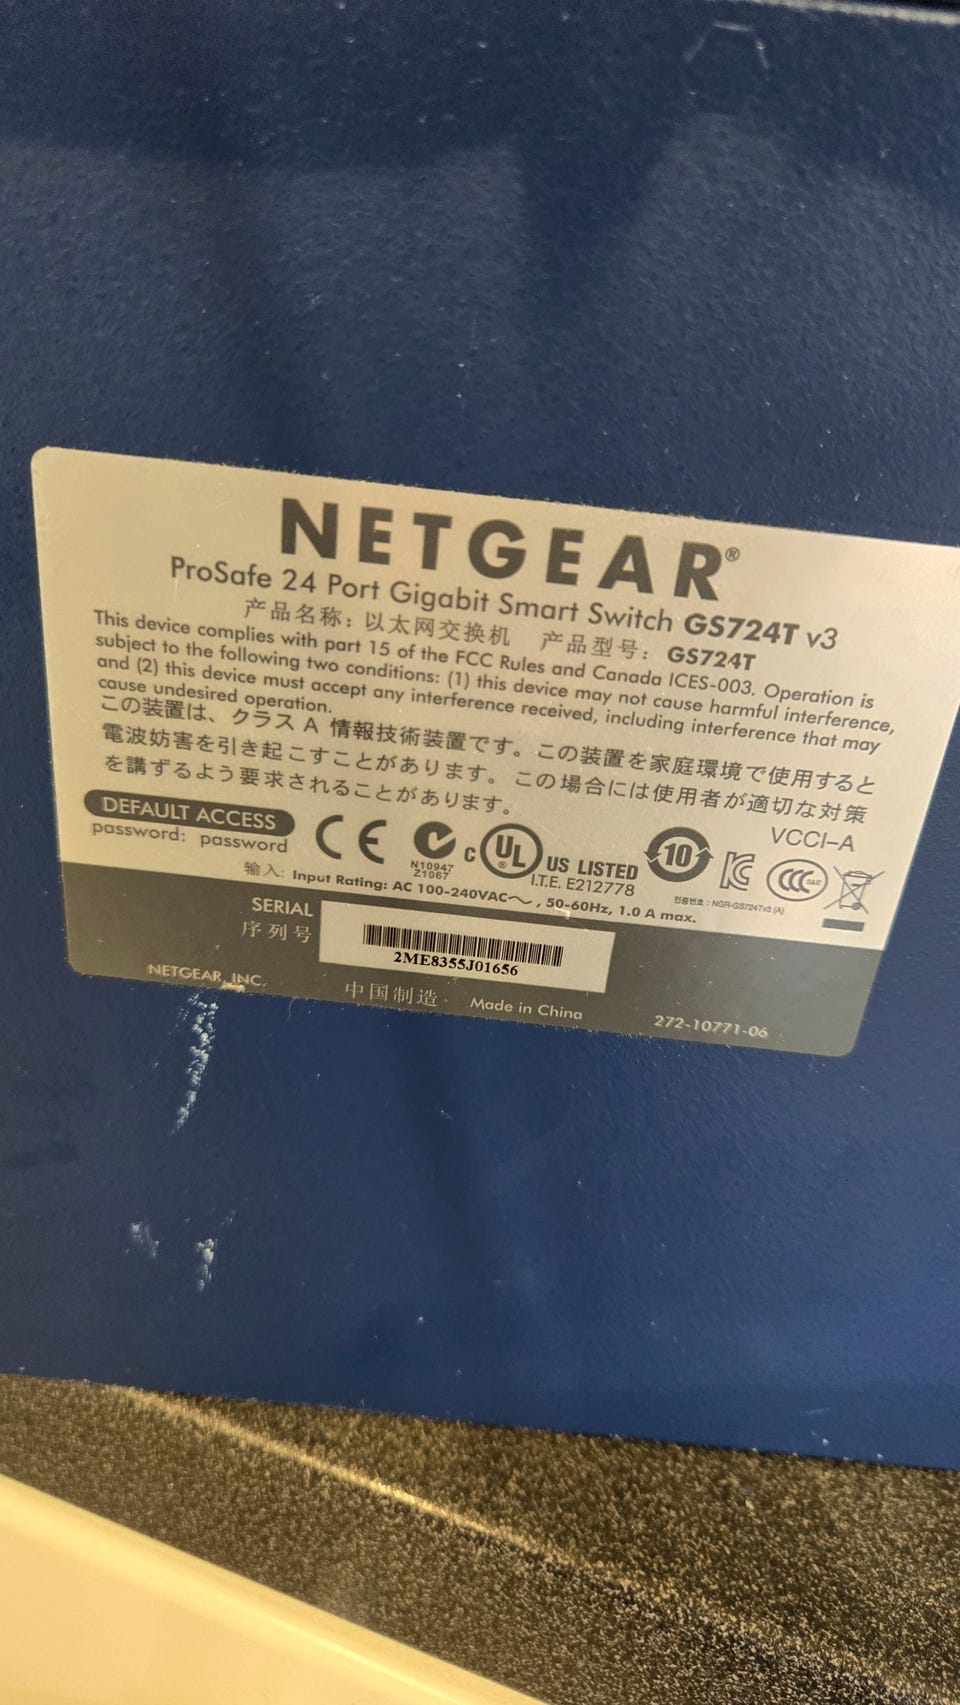 NETGEAR®
ProSafe 24 Port Gigabit Smart Switch GS724T v3
产品名称：以太网交换机 产品型号：GS724T
This device complies with part 15 of the FCC Rules and Canada ICES-003. Operation is
subject to the following two conditions: (1) this device may not cause harmful interference,
and (2) this device must accept any interference received, including interference that may
cause undesired operation.
この装置は、クラス A 情報技術装置です。この装置を家庭環境で使用すると
電波妨害を引き起こすことがあります。この場合には使用者が適切な対策
を講ずるよう要求されることがあります。
VCCI-A
DEFAULT ACCESS
password: password
CE
N10947
Z1067
c UL® US LISTED
I.T.E. E212778
10
KC
CCC S&E
인증번호 : NGR-GS724Tv3 (A)
输入: Input Rating: AC 100-240VAC～, 50-60Hz, 1.0 A max.
SERIAL
序列号
2ME8355J01656
NETGEAR, INC.
中国制造 Made in China
272-10771-06